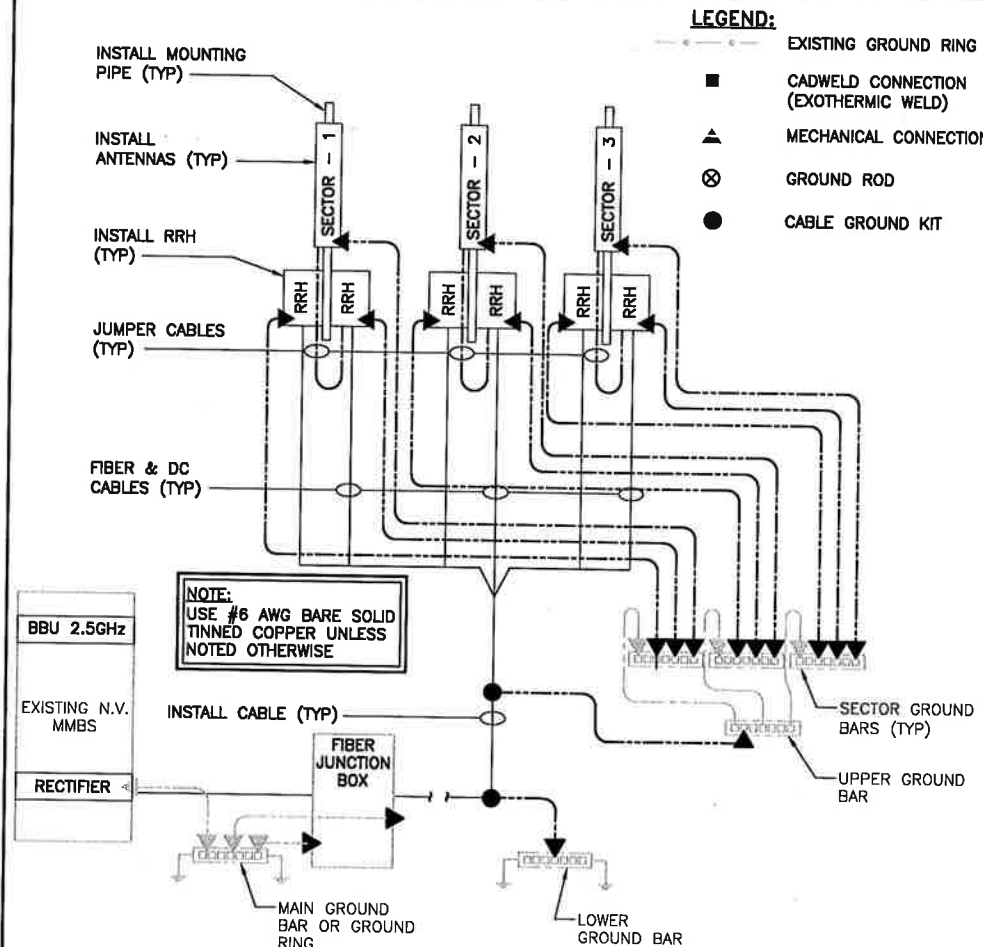 LEGEND:
EXISTING GROUND RING
CADWELD CONNECTION
(EXOTHERMIC WELD)
MECHANICAL CONNECTION
GROUND ROD
CABLE GROUND KIT
INSTALL MOUNTING
PIPE (TYP)
INSTALL
ANTENNAS (TYP)
INSTALL RRH
(TYP)
JUMPER CABLES
(TYP)
FIBER & DC
CABLES (TYP)
SECTOR - 1
SECTOR - 2
SECTOR - 3
RRH
RRH
RRH
RRH
RRH
RRH
NOTE:
USE #6 AWG BARE SOLID
TINNED COPPER UNLESS
NOTED OTHERWISE
BBU 2.5GHz
EXISTING N.V.
MMBS
RECTIFIER
INSTALL CABLE (TYP)
FIBER
JUNCTION
BOX
SECTOR GROUND
BARS (TYP)
UPPER GROUND
BAR
MAIN GROUND
BAR OR GROUND
RING
LOWER
GROUND BAR